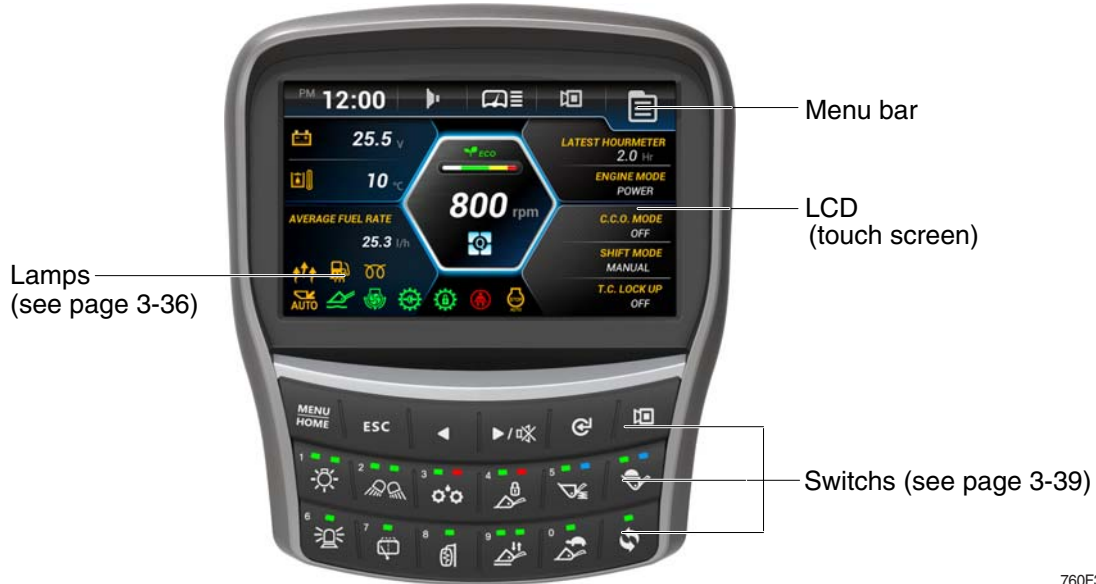 PM 12:00
25.5 V
10 °C
AVERAGE FUEL RATE
25.3 l/h
AUTO
ECO
800 rpm
Q
STOP
AUTO
LATEST HOURMETER
2.0 Hr
ENGINE MODE
POWER
C.C.O. MODE
OFF
SHIFT MODE
MANUAL
T.C. LOCK UP
OFF
Menu bar
LCD
(touch screen)
Lamps
(see page 3-36)
MENU
HOME
ESC
1
2
3
4
5
6
7
8
9
0
Switchs (see page 3-39)